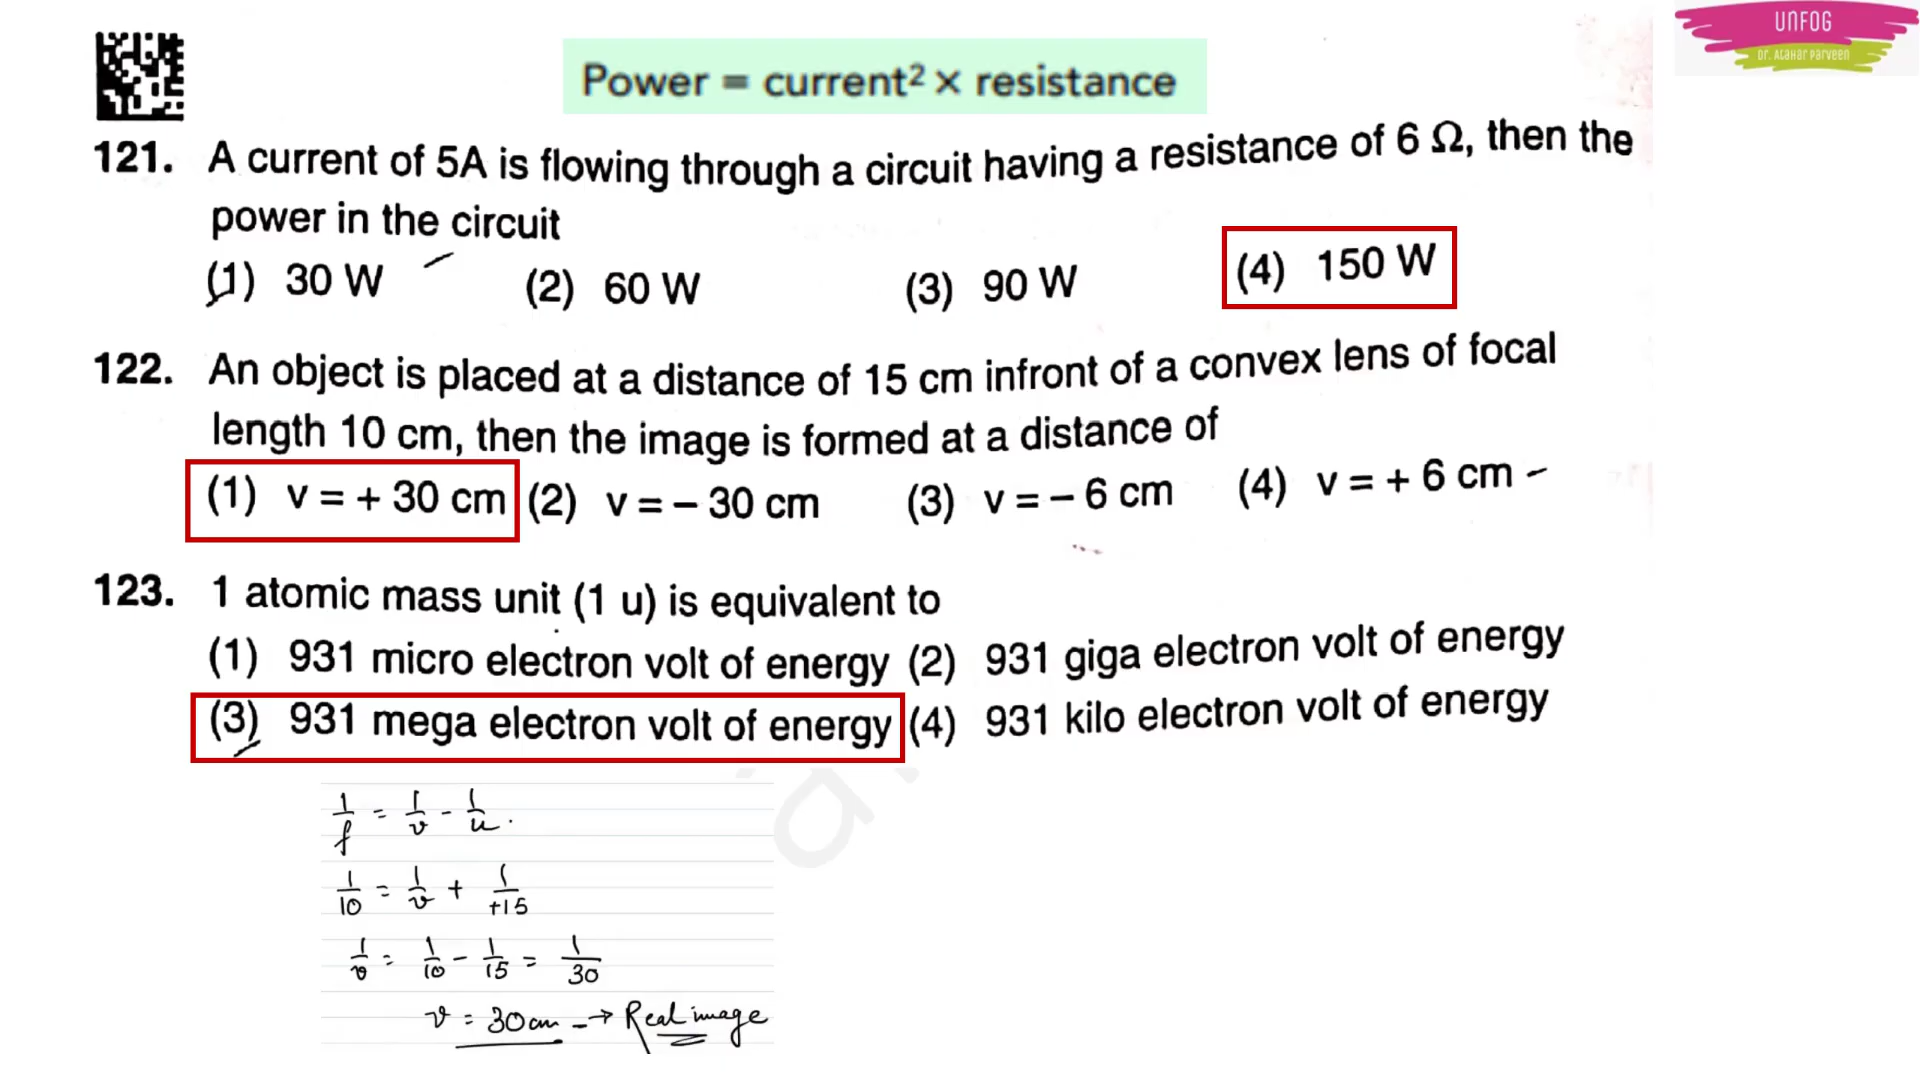 UNFOG
Dr. Atahar Parveen
Power = current² × resistance
121. A current of 5A is flowing through a circuit having a resistance of 6 Ω, then the
power in the circuit
(1) 30 W (2) 60 W (3) 90 W (4) 150 W
122. An object is placed at a distance of 15 cm infront of a convex lens of focal
length 10 cm, then the image is formed at a distance of
(1) v = + 30 cm (2) v = – 30 cm (3) v = – 6 cm (4) v = + 6 cm
123. 1 atomic mass unit (1 u) is equivalent to
(1) 931 micro electron volt of energy (2) 931 giga electron volt of energy
(3) 931 mega electron volt of energy (4) 931 kilo electron volt of energy
1/f = 1/v - 1/u.
1/10 = 1/v + 1/+15
1/v = 1/10 - 1/15 = 1/30
v = 30cm → Real image